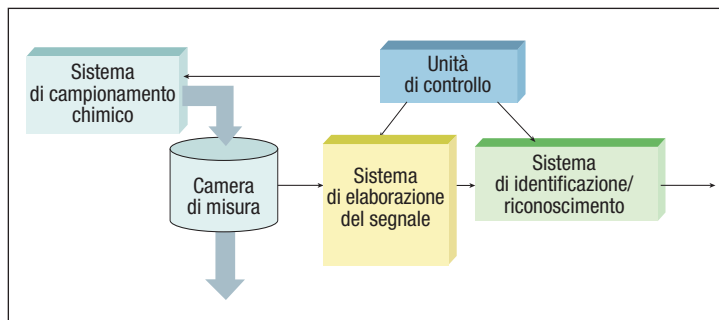 Sistema
di campionamento
chimico
Unità
di controllo
Camera
di misura
Sistema
di elaborazione
del segnale
Sistema
di identificazione/
riconoscimento